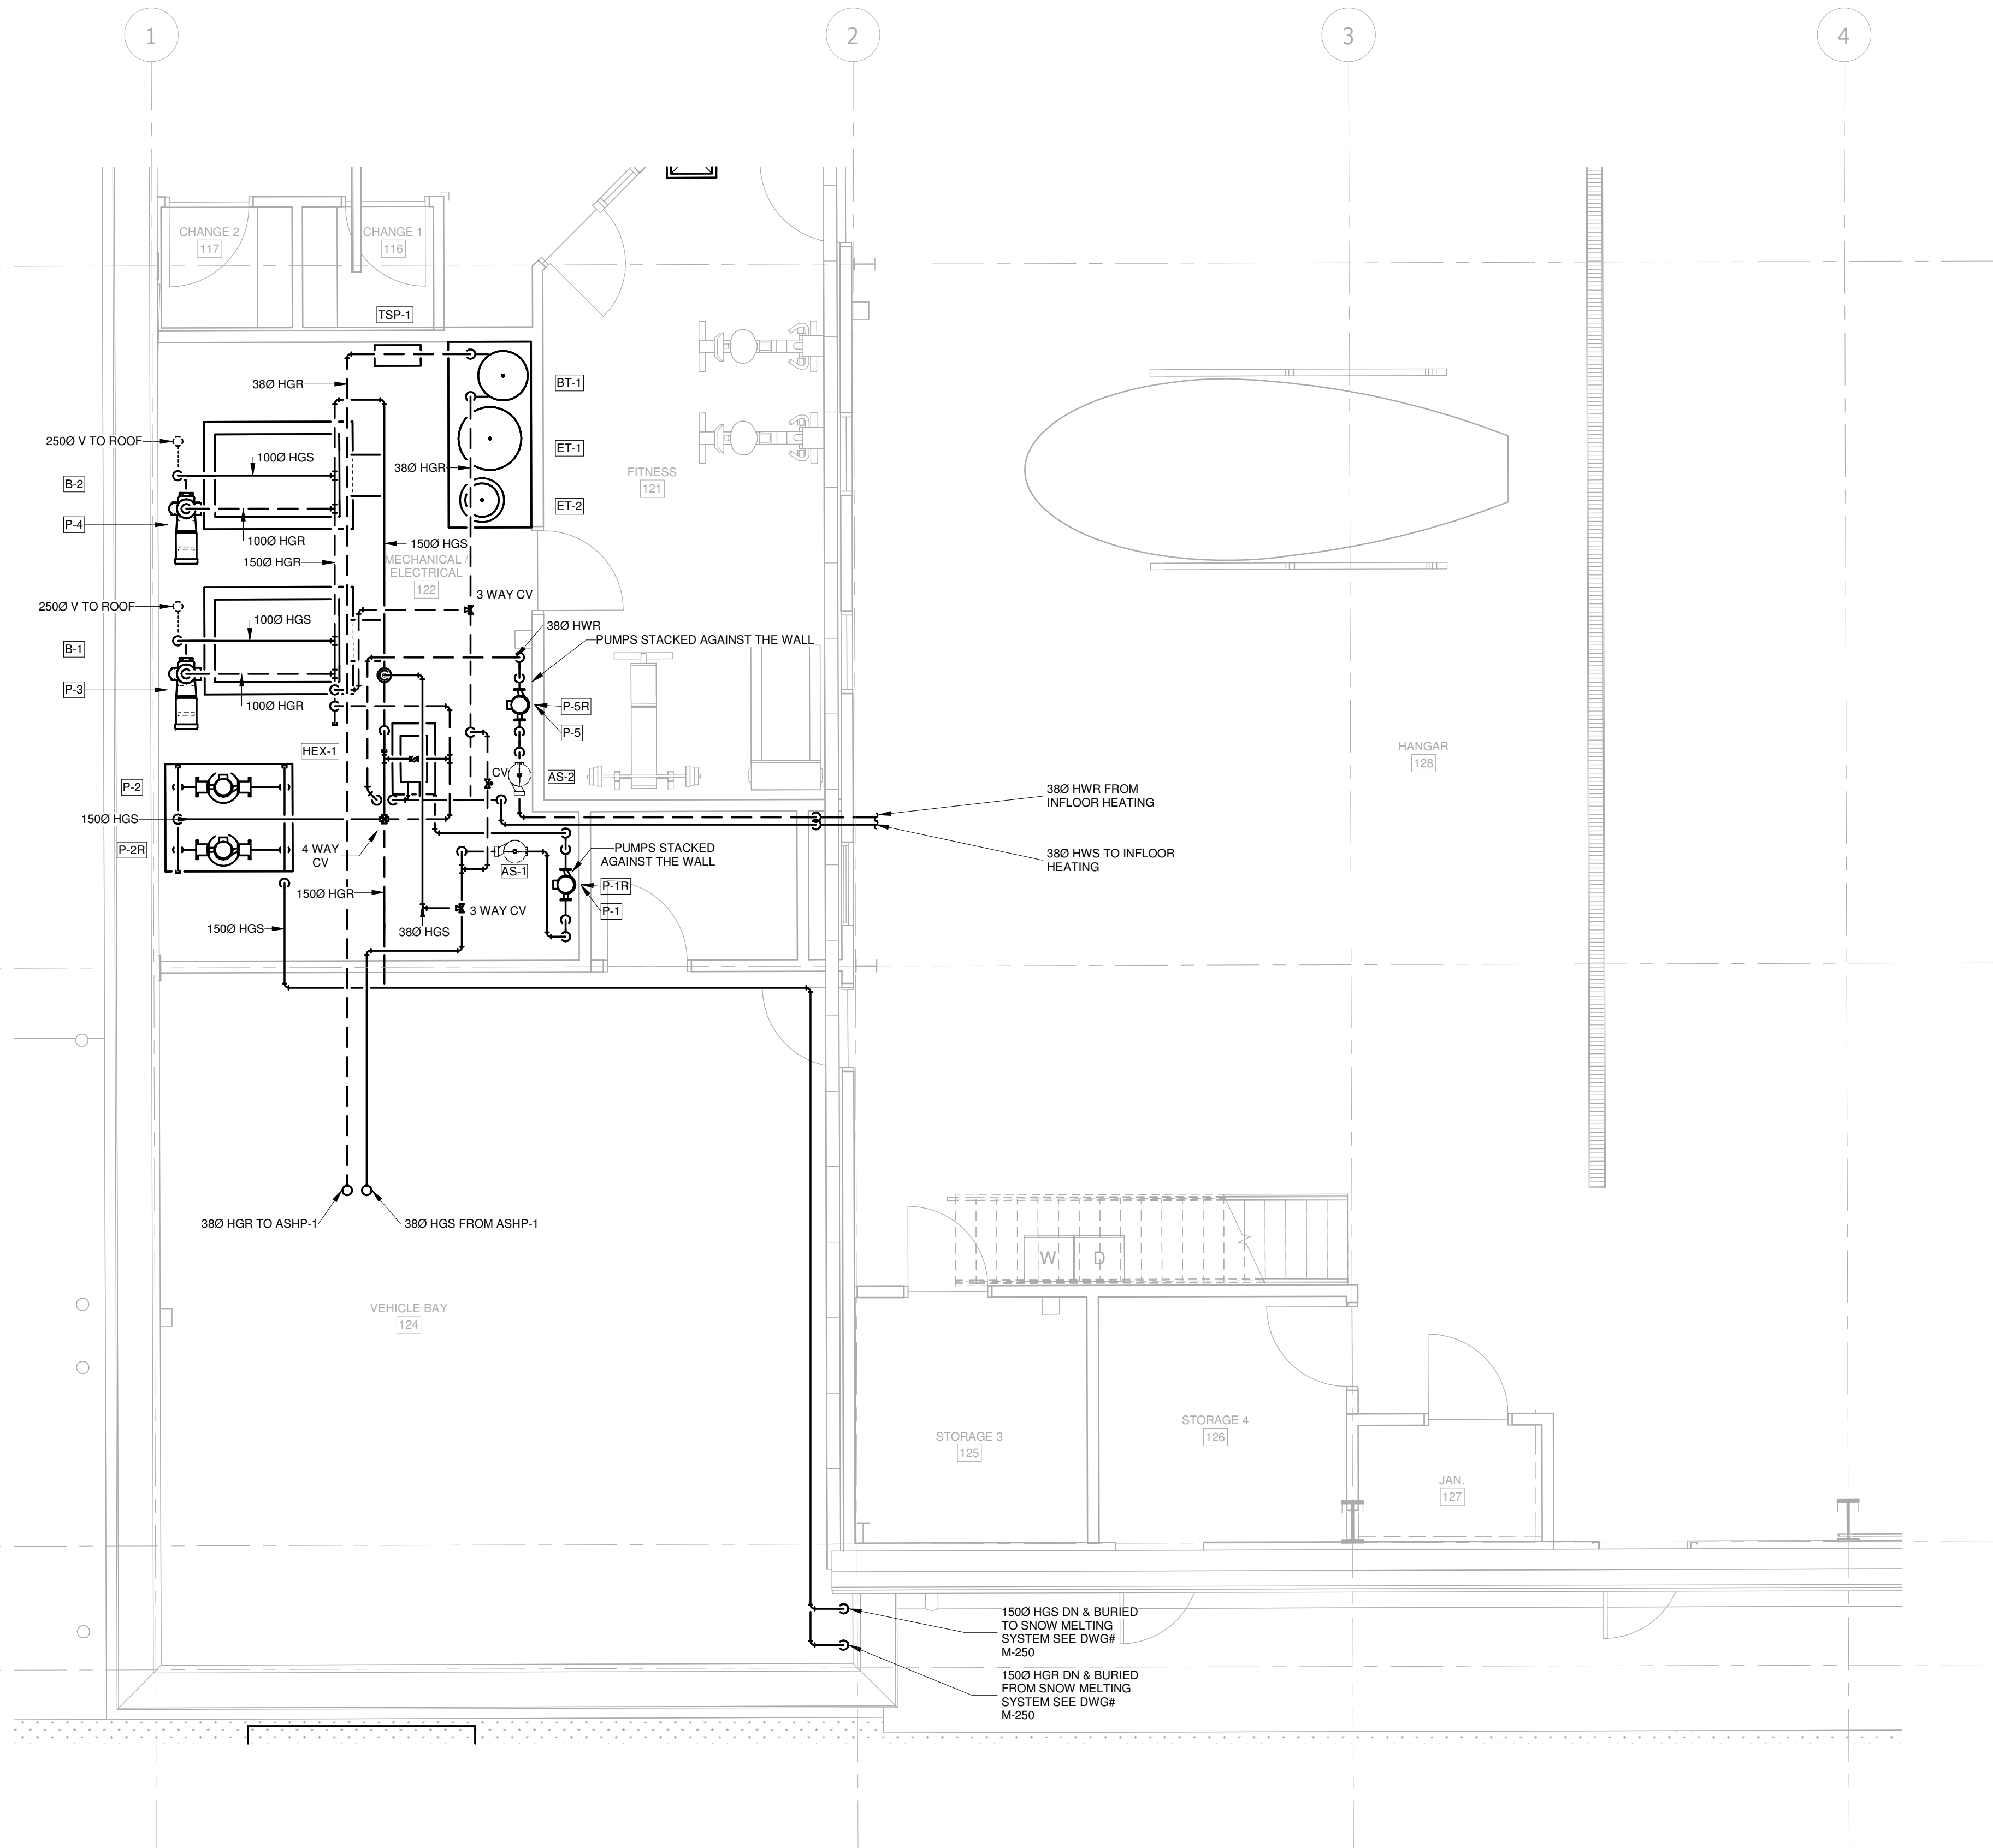 1
2
3
4
CHANGE 2
117
CHANGE 1
116
TSP-1
38Ø HGR
BT-1
250Ø V TO ROOF
100Ø HGS
38Ø HGR
ET-1
FITNESS
121
B-2
ET-2
P-4
100Ø HGR
150Ø HGS
150Ø HGR
MECHANICAL /
ELECTRICAL
122
3 WAY CV
250Ø V TO ROOF
100Ø HGS
38Ø HWR
PUMPS STACKED AGAINST THE WALL
B-1
P-3
100Ø HGR
P-5R
P-5
HEX-1
HANGAR
128
CV
AS-2
P-2
38Ø HWR FROM
INFLOOR HEATING
150Ø HGS
P-2R
4 WAY
CV
PUMPS STACKED
AGAINST THE WALL
38Ø HWS TO INFLOOR
HEATING
AS-1
P-1R
150Ø HGR
P-1
3 WAY CV
150Ø HGS
38Ø HGS
38Ø HGR TO ASHP-1
38Ø HGS FROM ASHP-1
W
D
VEHICLE BAY
124
STORAGE 3
125
STORAGE 4
126
JAN.
127
150Ø HGS DN & BURIED
TO SNOW MELTING
SYSTEM SEE DWG#
M-250
150Ø HGR DN & BURIED
FROM SNOW MELTING
SYSTEM SEE DWG#
M-250